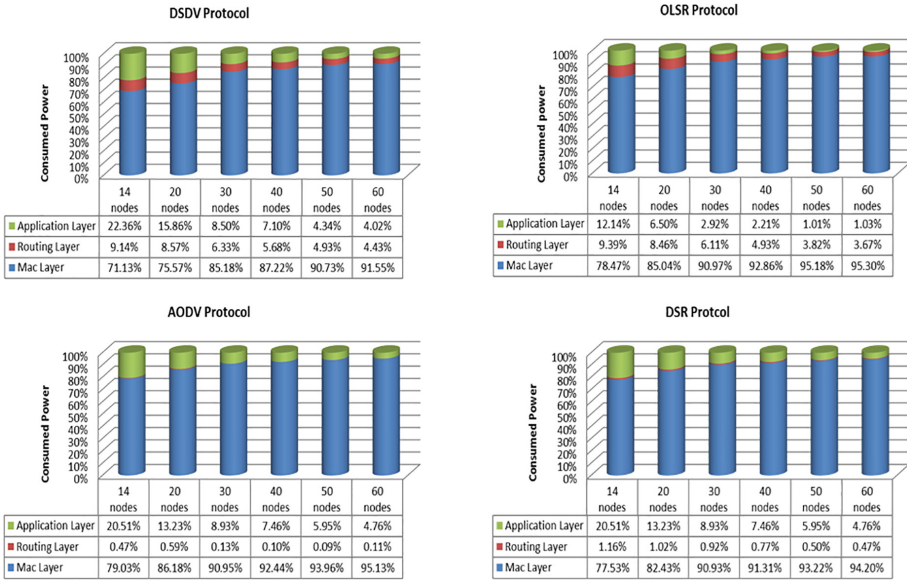 DSDV Protocol
Consumed Power
100%
90%
80%
70%
60%
50%
40%
30%
20%
10%
0%
14 nodes 20 nodes 30 nodes 40 nodes 50 nodes 60 nodes
Application Layer 22.36% 15.86% 8.50% 7.10% 4.34% 4.02%
Routing Layer 9.14% 8.57% 6.33% 5.68% 4.93% 4.43%
Mac Layer 71.13% 75.57% 85.18% 87.22% 90.73% 91.55%
OLSR Protocol
Consumed power
100%
90%
80%
70%
60%
50%
40%
30%
20%
10%
0%
14 nodes 20 nodes 30 nodes 40 nodes 50 nodes 60 nodes
Application Layer 12.14% 6.50% 2.92% 2.21% 1.01% 1.03%
Routing Layer 9.39% 8.46% 6.11% 4.93% 3.82% 3.67%
Mac Layer 78.47% 85.04% 90.97% 92.86% 95.18% 95.30%
AODV Protocol
Consumed Power
100%
90%
80%
70%
60%
50%
40%
30%
20%
10%
0%
14 nodes 20 nodes 30 nodes 40 nodes 50 nodes 60 nodes
Application Layer 20.51% 13.23% 8.93% 7.46% 5.95% 4.76%
Routing Layer 0.47% 0.59% 0.13% 0.10% 0.09% 0.11%
Mac Layer 79.03% 86.18% 90.95% 92.44% 93.96% 95.13%
DSR Protcol
Consumed Power
100%
90%
80%
70%
60%
50%
40%
30%
20%
10%
0%
14 nodes 20 nodes 30 nodes 40 nodes 50 nodes 60 nodes
Application Layer 20.51% 13.23% 8.93% 7.46% 5.95% 4.76%
Routing Layer 1.16% 1.02% 0.92% 0.77% 0.50% 0.47%
Mac Layer 77.53% 82.43% 90.93% 91.31% 93.22% 94.20%